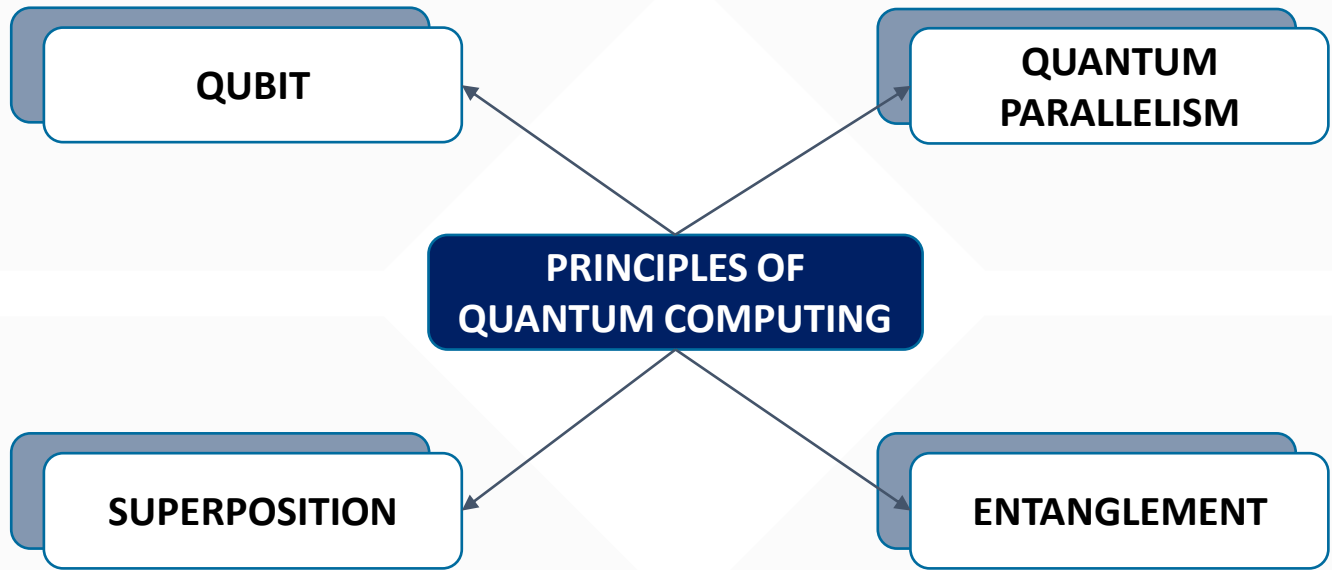 QUBIT
QUANTUM
PARALLELISM
PRINCIPLES OF
QUANTUM COMPUTING
SUPERPOSITION
ENTANGLEMENT